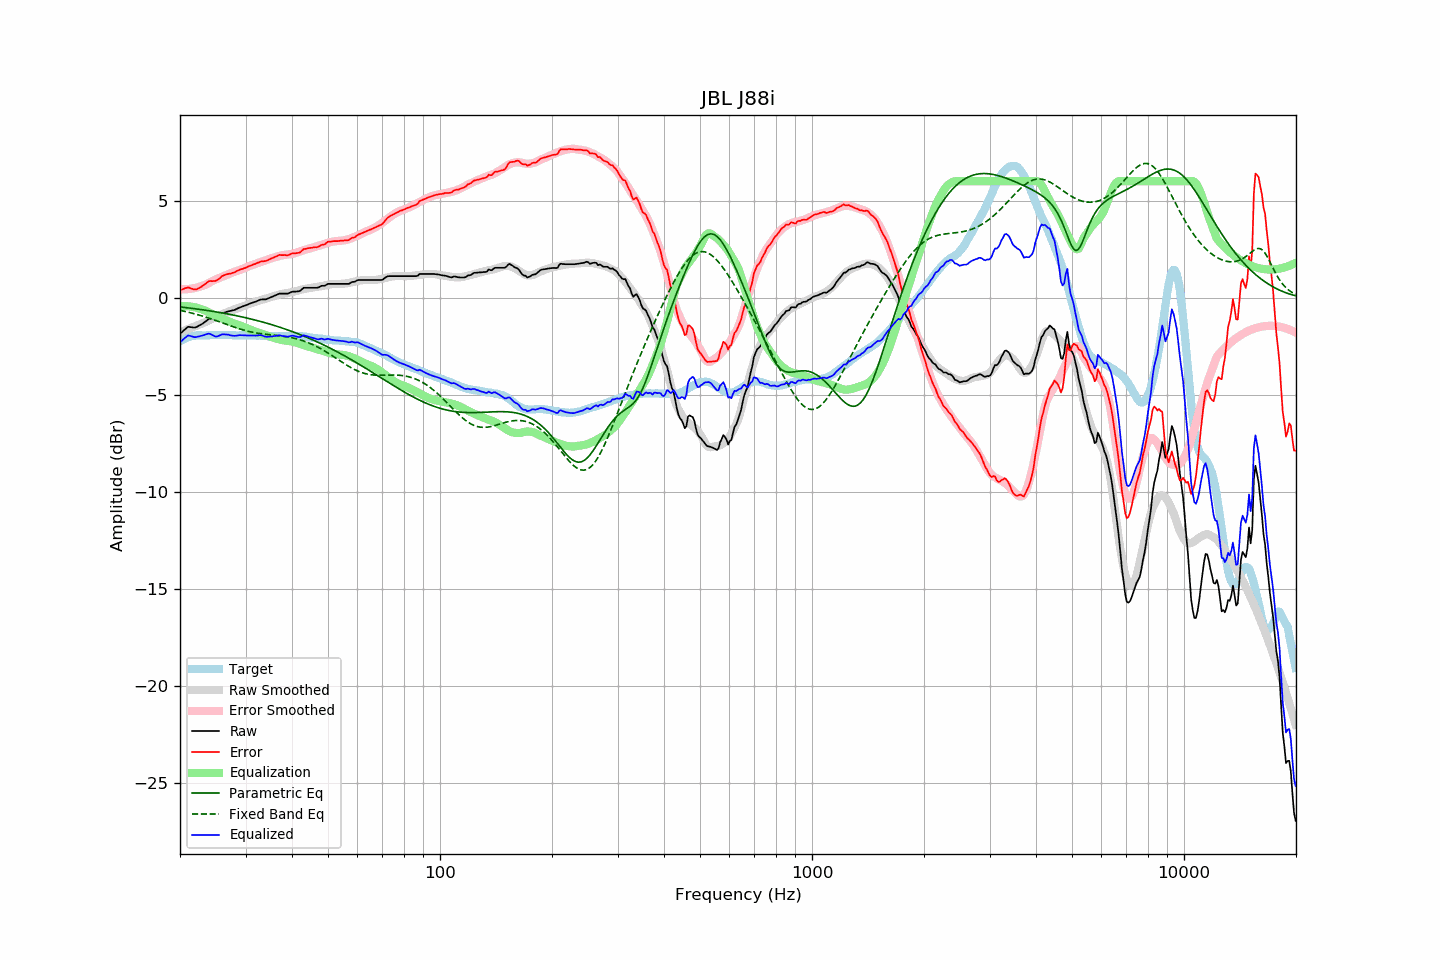 JBL J88i
Amplitude (dBr)
5
0
−5
−10
−15
−20
−25
Target
Raw Smoothed
Error Smoothed
Raw
Error
Equalization
Parametric Eq
Fixed Band Eq
Equalized
100
1000
10000
Frequency (Hz)